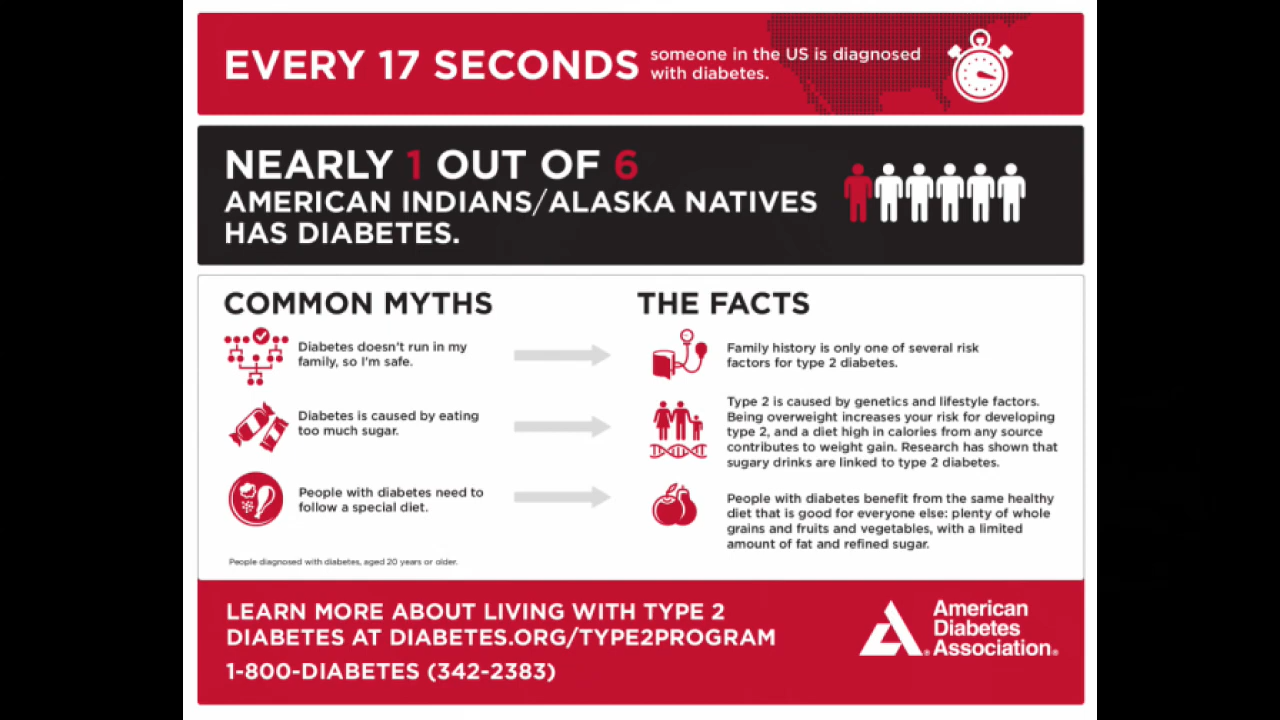 EVERY 17 SECONDS
someone in the US is diagnosed
with diabetes.
NEARLY 1 OUT OF 6
AMERICAN INDIANS/ALASKA NATIVES
HAS DIABETES.
COMMON MYTHS
THE FACTS
Diabetes doesn't run in my
family, so I'm safe.
Family history is only one of several risk
factors for type 2 diabetes.
Diabetes is caused by eating
too much sugar.
Type 2 is caused by genetics and lifestyle factors.
Being overweight increases your risk for developing
type 2, and a diet high in calories from any source
contributes to weight gain. Research has shown that
sugary drinks are linked to type 2 diabetes.
People with diabetes need to
follow a special diet.
People with diabetes benefit from the same healthy
diet that is good for everyone else: plenty of whole
grains and fruits and vegetables, with a limited
amount of fat and refined sugar.
People diagnosed with diabetes, aged 20 years or older.
LEARN MORE ABOUT LIVING WITH TYPE 2
DIABETES AT DIABETES.ORG/TYPE2PROGRAM
1-800-DIABETES (342-2383)
American
Diabetes
Association®